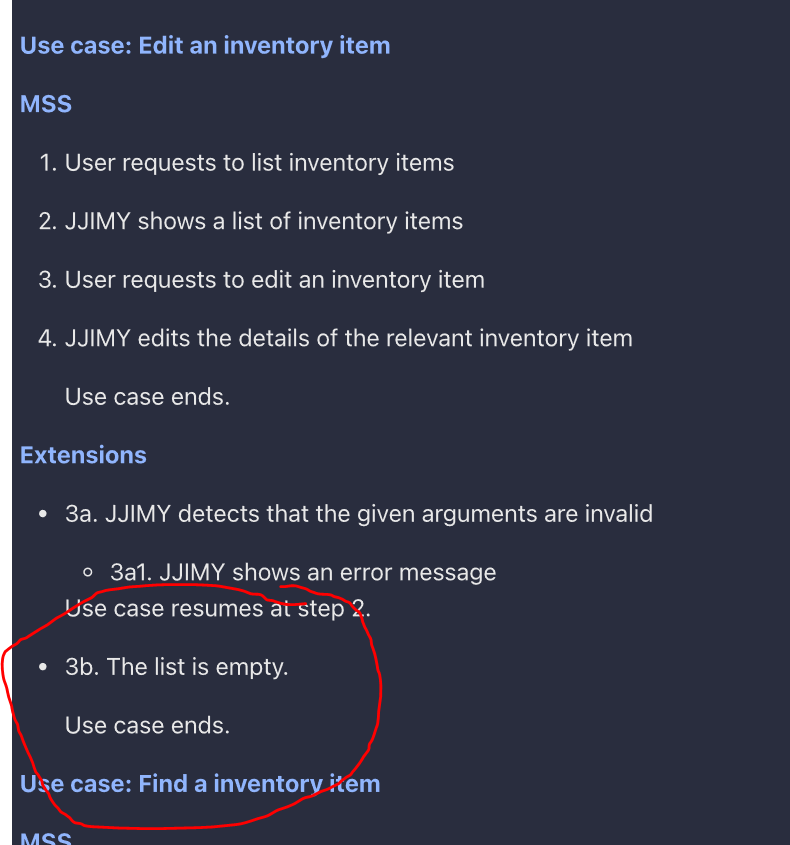 Use case: Edit an inventory item
MSS
1. User requests to list inventory items
2. JJIMY shows a list of inventory items
3. User requests to edit an inventory item
4. JJIMY edits the details of the relevant inventory item
Use case ends.
Extensions
• 3a. JJIMY detects that the given arguments are invalid
◦ 3a1. JJIMY shows an error message
Use case resumes at step 2.
• 3b. The list is empty.
Use case ends.
Use case: Find a inventory item
MSS